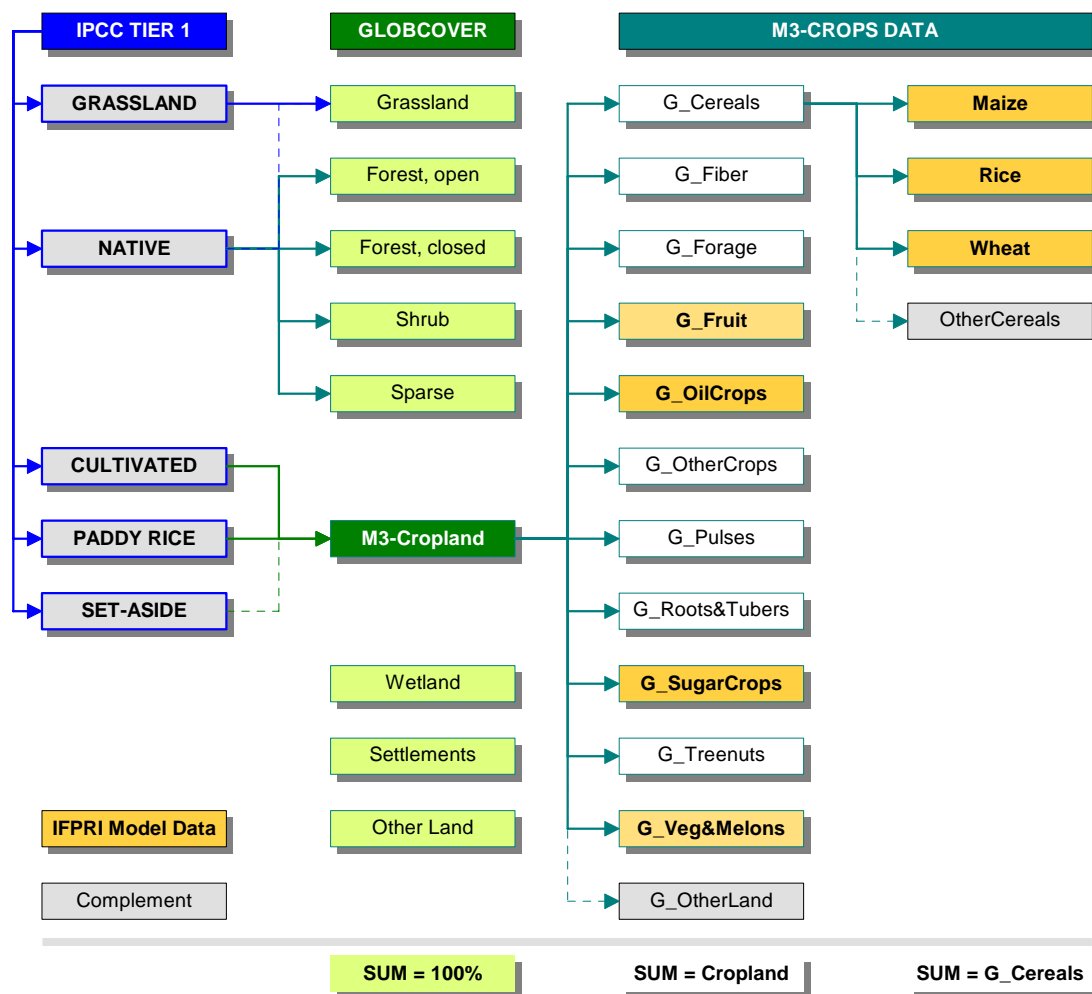 IPCC TIER 1 GLOBCOVER M3-CROPS DATA
GRASSLAND Grassland G_Cereals Maize
Forest, open G_Fiber Rice
NATIVE Forest, closed G_Forage Wheat
Shrub G_Fruit OtherCereals
Sparse G_OilCrops
CULTIVATED G_OtherCrops
PADDY RICE M3-Cropland G_Pulses
SET-ASIDE G_Roots&Tubers
Wetland G_SugarCrops
Settlements G_Treenuts
IFPRI Model Data Other Land G_Veg&Melons
Complement G_OtherLand
SUM = 100% SUM = Cropland SUM = G_Cereals